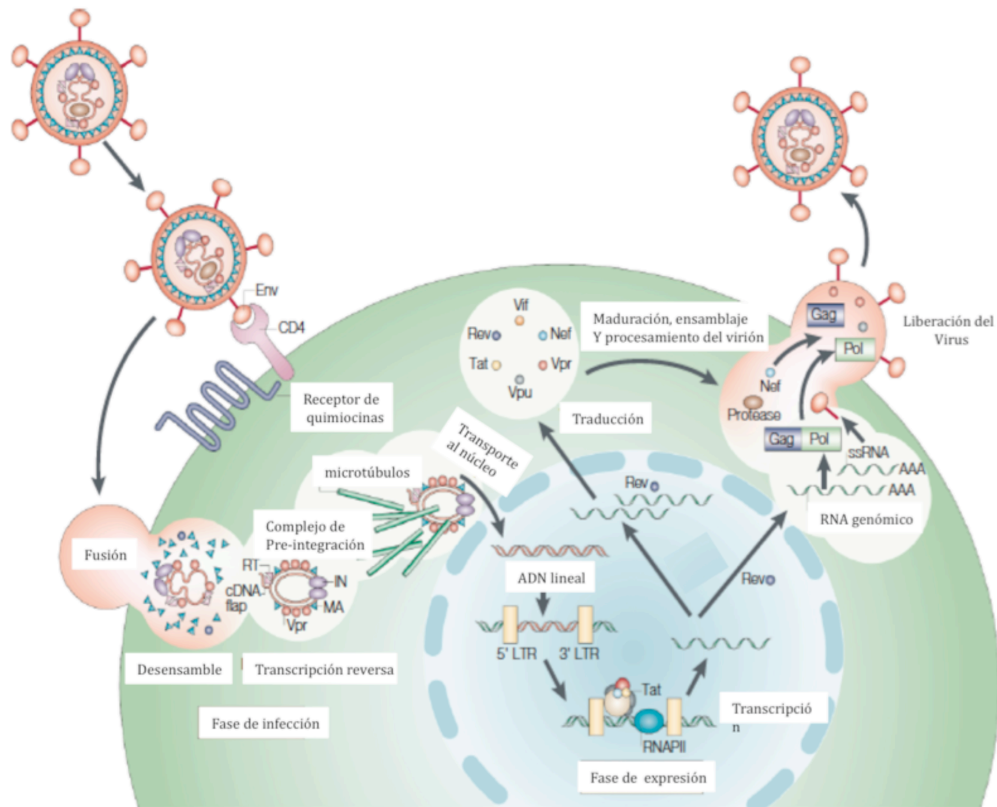 Env
CD4
Receptor de
quimiocinas
Vif
Rev
Nef
Tat
Vpr
Vpu
Maduración, ensamblaje
Y procesamiento del virión
Traducción
Gag
Pol
Nef
Protease
Gag
Pol
ssRNA
AAA
AAA
RNA genómico
Liberación del
Virus
Transporte
al núcleo
microtúbulos
Complejo de
Pre-integración
Fusión
RT
cDNA
flap
IN
MA
Vpr
Desensamble
Transcripción reversa
Fase de infección
Rev
ADN lineal
Rev
5' LTR
3' LTR
Tat
RNAPII
Transcripció
n
Fase de expresión